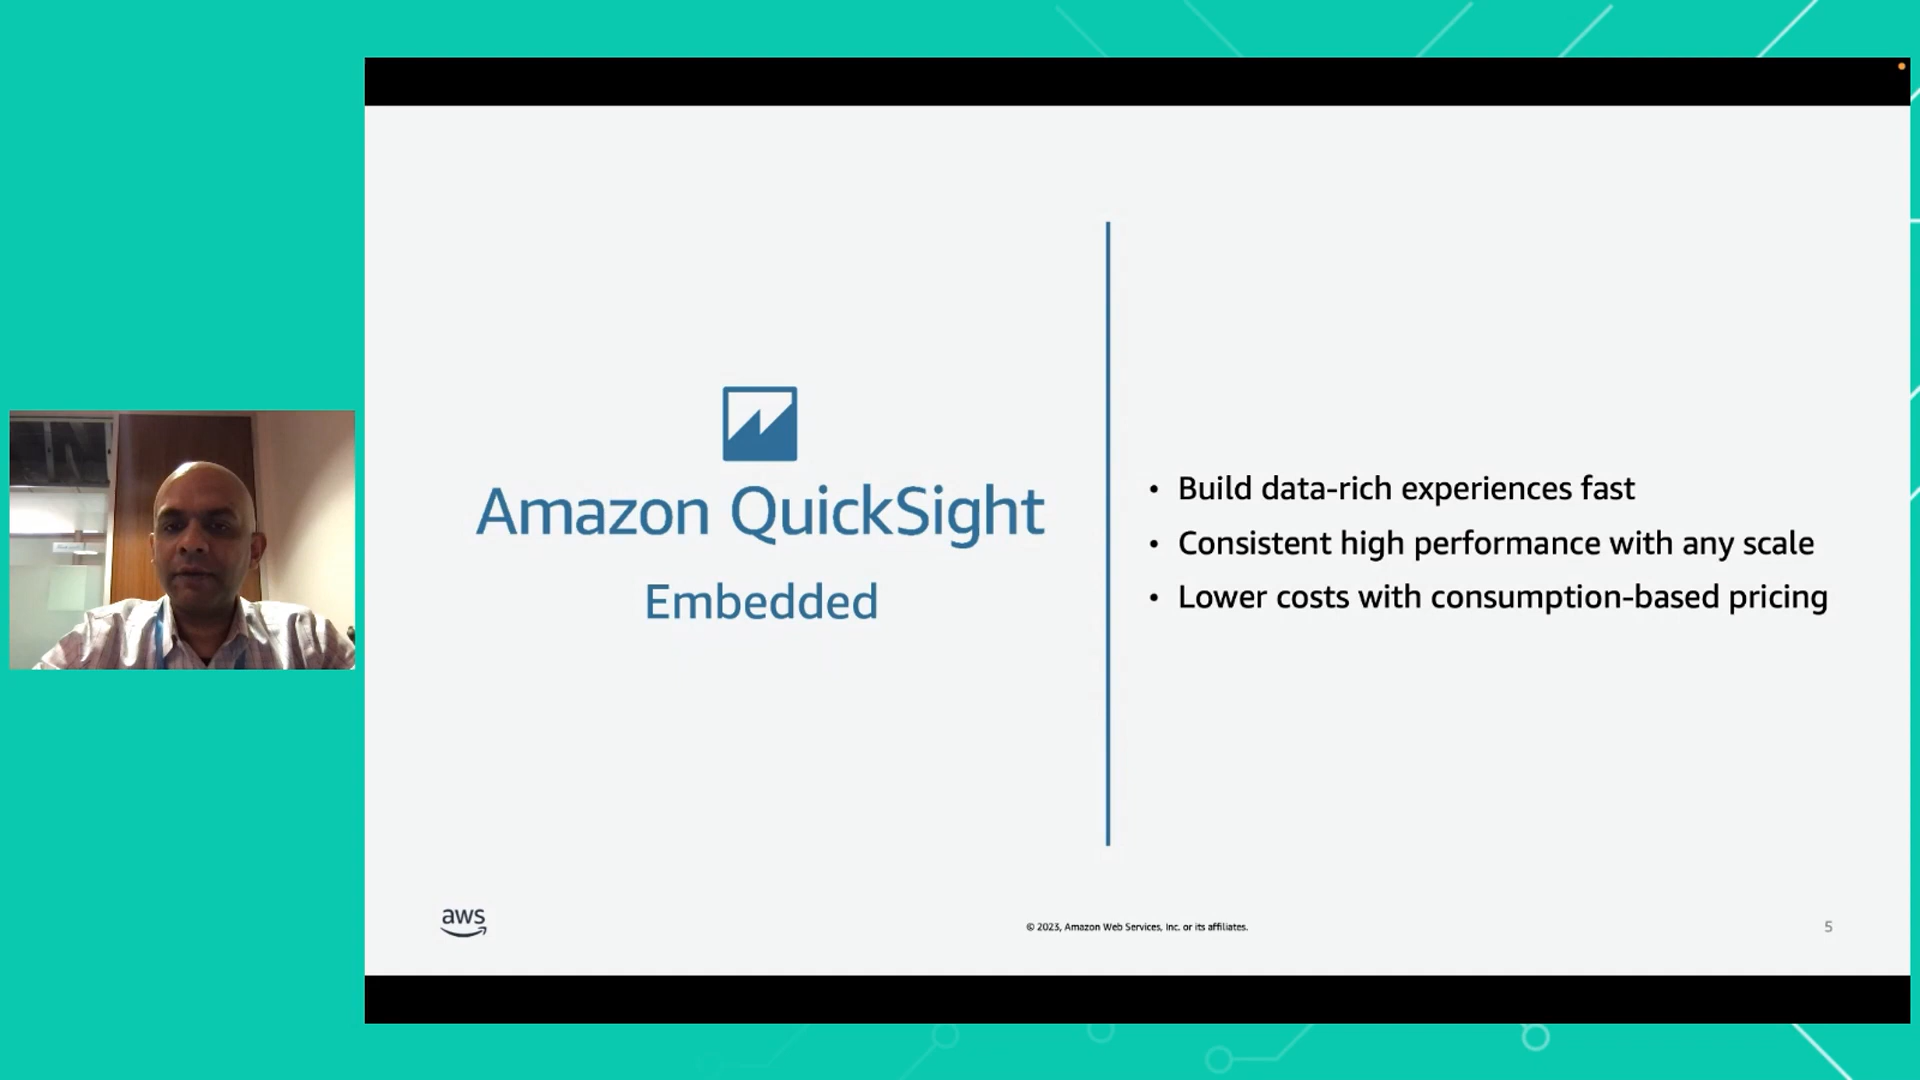 Amazon QuickSight
Embedded
• Build data-rich experiences fast
• Consistent high performance with any scale
• Lower costs with consumption-based pricing
aws
© 2023, Amazon Web Services, Inc. or its affiliates.
5